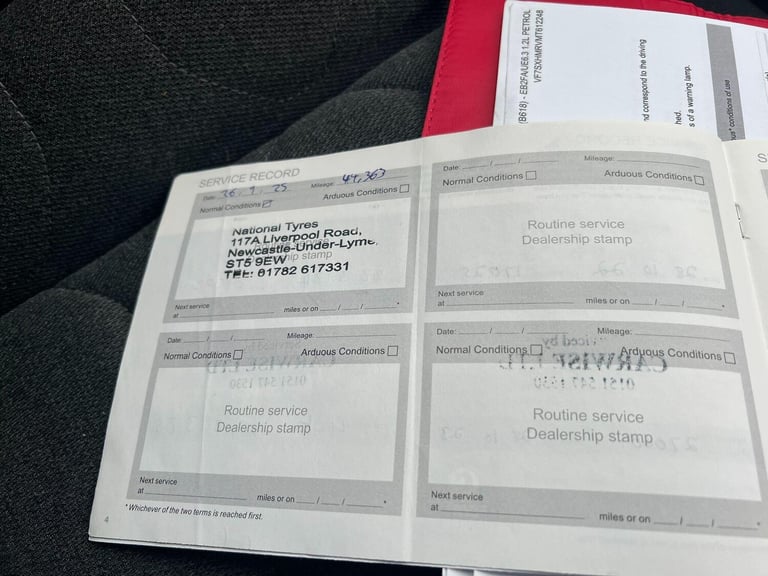 (B618) - EB2FA/UE6.3 1.2L PETROL
VF7SXHMRVMT612248
nd correspond to the driving
hed.
s of a warning lamp.
conditions of use
SERVICE RECORD
Date: 26 / 9 / 25 Mileage: 44,363
Normal Conditions Arduous Conditions
National Tyres
117A Liverpool Road,
Newcastle-Under-Lyme,
ST5 9EW
TEL: 01782 617331
Next service
at miles or on / / *
Date: / / Mileage:
Normal Conditions Arduous Conditions
Routine service
Dealership stamp
Next service
at miles or on / / *
Date: / / Mileage:
Normal Conditions Arduous Conditions
Routine service
Dealership stamp
Next service
at miles or on / / *
* Whichever of the two terms is reached first.
4
Date: / / Mileage:
Normal Conditions Arduous Conditions
Routine service
Dealership stamp
Next service
at miles or on / / *